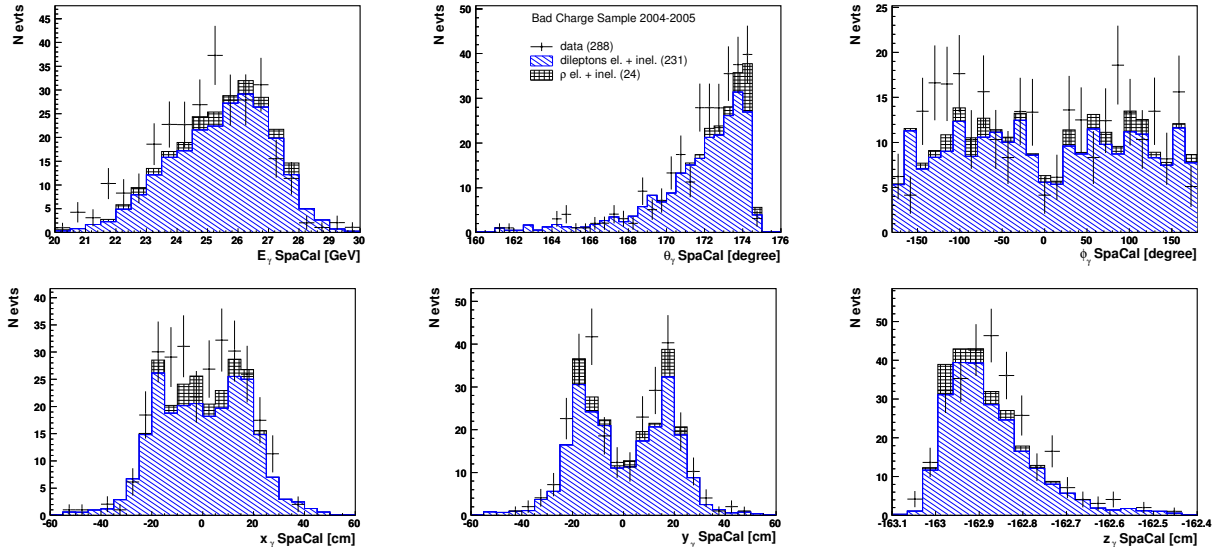 N evts
45
40
35
30
25
20
15
10
5
0
20 21 22 23 24 25 26 27 28 29 30
E γ SpaCal [GeV]
N evts
50
40
30
20
10
0
Bad Charge Sample 2004-2005
data (288)
dileptons el. + inel. (231)
ρ el. + inel. (24)
160 162 164 166 168 170 172 174 176
θ γ SpaCal [degree]
N evts
25
20
15
10
5
0
-150 -100 -50 0 50 100 150
ϕ γ SpaCal [degree]
N evts
40
35
30
25
20
15
10
5
0
-60 -40 -20 0 20 40 60
x γ SpaCal [cm]
N evts
50
40
30
20
10
0
-60 -40 -20 0 20 40 60
y γ SpaCal [cm]
N evts
60
50
40
30
20
10
0
-163.1 -163 -162.9 -162.8 -162.7 -162.6 -162.5 -162.4
z γ SpaCal [cm]